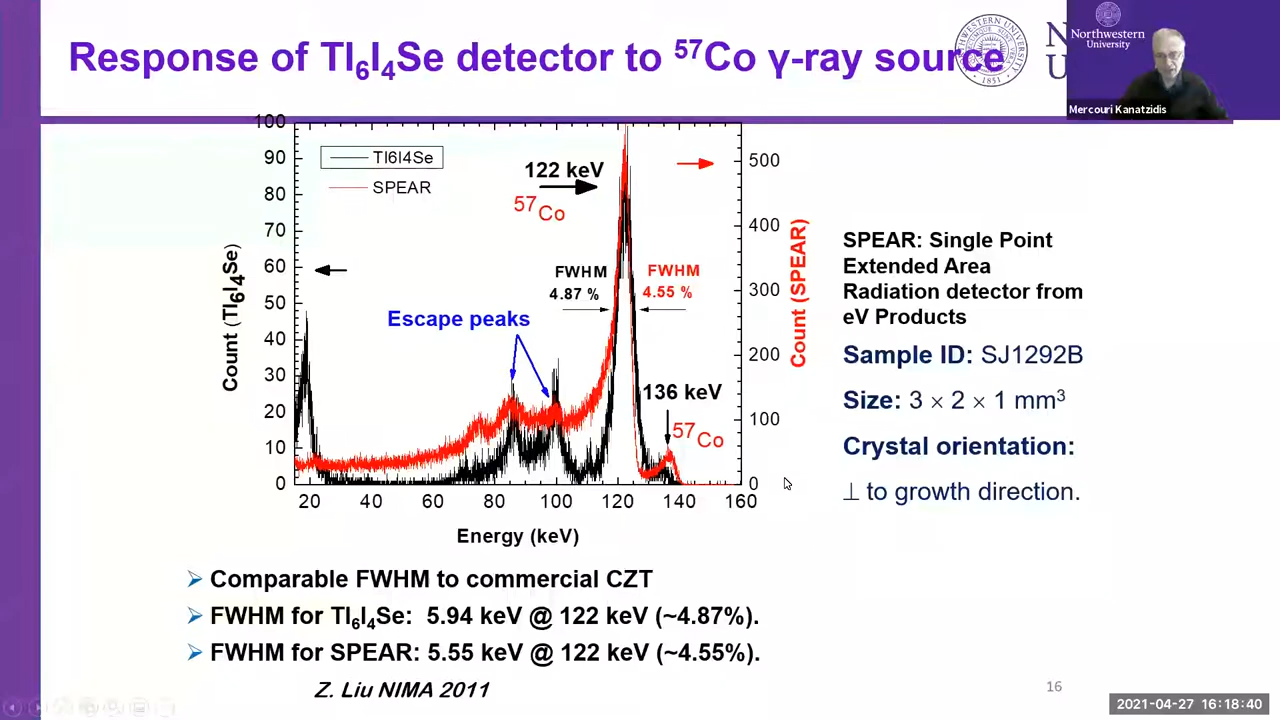 Response of Tl₆I₄Se detector to ⁵⁷Co γ-ray source
Northwestern
University
Mercouri Kanatzidis
1851
100
90
80
70
60
50
40
30
20
10
0
Count (Tl₆I₄Se)
Tl6I4Se
SPEAR
122 keV
⁵⁷Co
FWHM
4.87 %
FWHM
4.55 %
Escape peaks
136 keV
⁵⁷Co
500
400
300
200
100
0
Count (SPEAR)
20 40 60 80 100 120 140 160
Energy (keV)
SPEAR: Single Point
Extended Area
Radiation detector from
eV Products
Sample ID: SJ1292B
Size: 3 × 2 × 1 mm³
Crystal orientation:
⊥ to growth direction.
➢ Comparable FWHM to commercial CZT
➢ FWHM for Tl₆I₄Se: 5.94 keV @ 122 keV (~4.87%).
➢ FWHM for SPEAR: 5.55 keV @ 122 keV (~4.55%).
Z. Liu NIMA 2011
16
2021-04-27 16:18:40